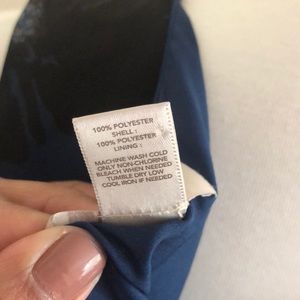 100% POLYESTER
SHELL :
100% POLYESTER
LINING :
MACHINE WASH COLD
ONLY NON-CHLORINE
BLEACH WHEN NEEDED
TUMBLE DRY LOW
COOL IRON IF NEEDED